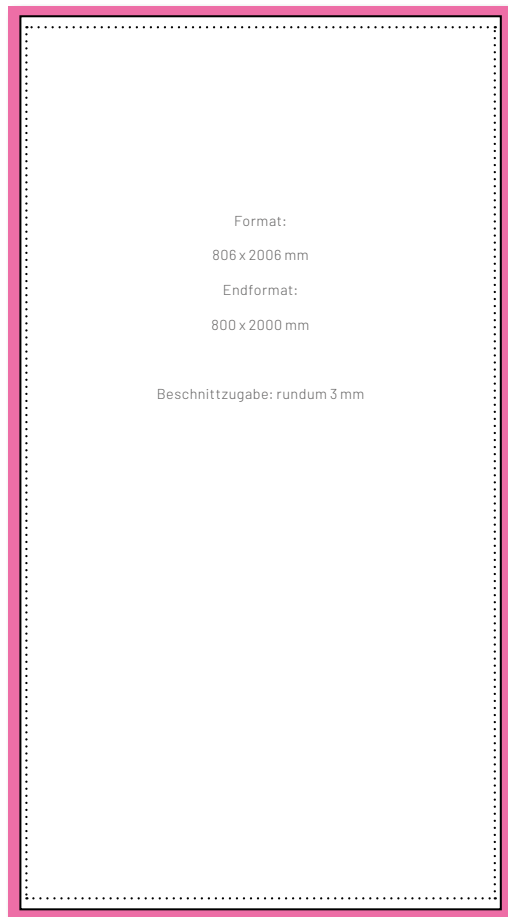 Format:
806 x 2006 mm
Endformat:
800 x 2000 mm
Beschnittzugabe: rundum 3 mm